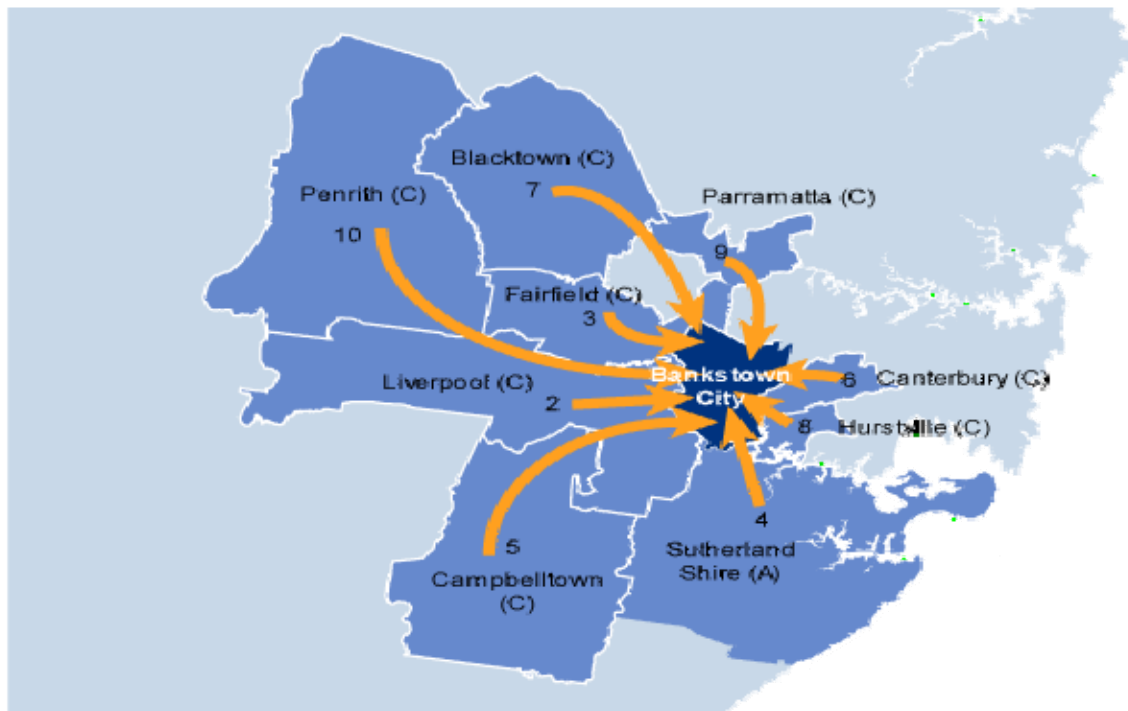 Blacktown (C)
7
Penrith (C)
10
Parramatta (C)
9
Fairfield (C)
3
Bankstown
City
Liverpool (C)
2
6
Canterbury (C)
8
Hurstville (C)
4
Sutherland
Shire (A)
5
Campbelltown
(C)